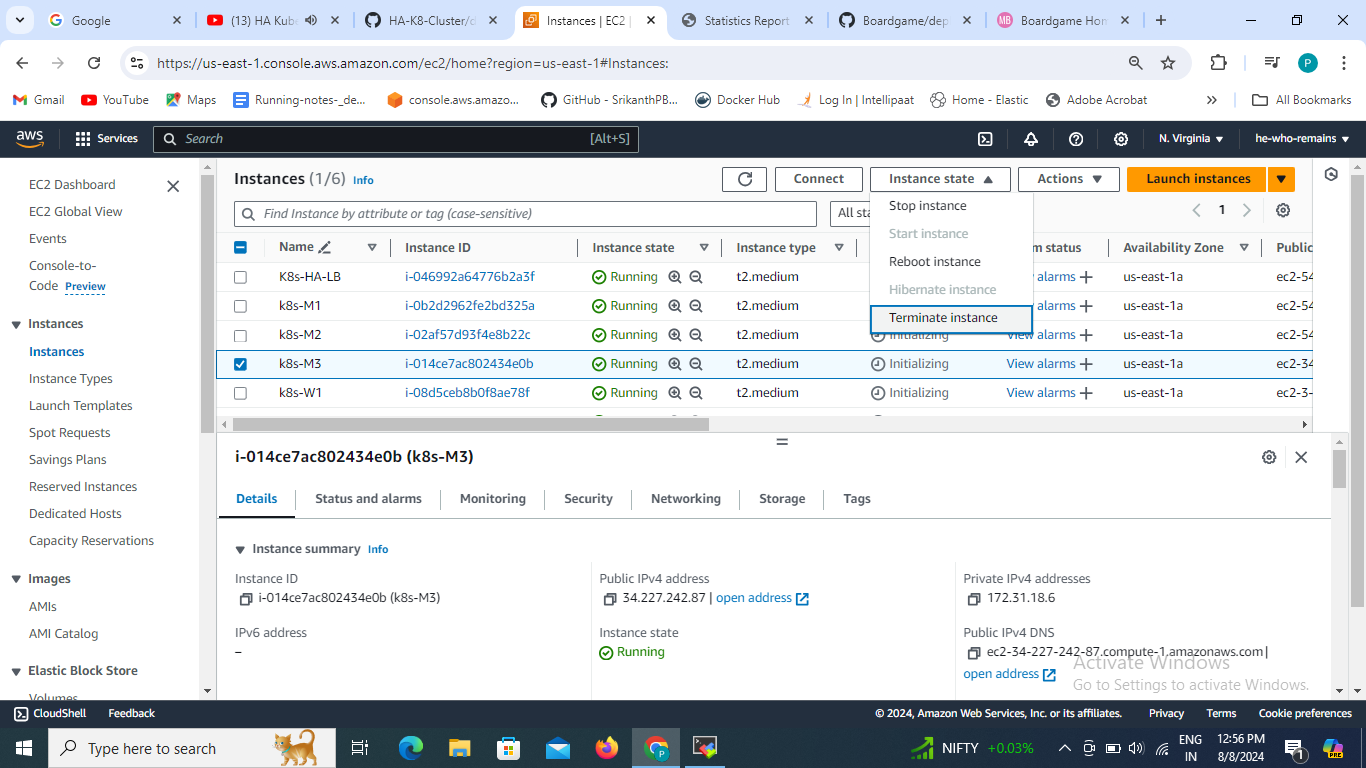 Google
(13) HA Kube
HA-K8-Cluster/o
Instances | EC2 |
Statistics Report
Boardgame/dep
Boardgame Hom
https://us-east-1.console.aws.amazon.com/ec2/home?region=us-east-1#Instances:
P
Gmail
YouTube
Maps
Running-notes-_de...
console.aws.amazo...
GitHub - SrikanthPB...
Docker Hub
Log In | Intellipaat
Home - Elastic
Adobe Acrobat
All Bookmarks
aws
Services
Search
[Alt+S]
N. Virginia
he-who-remains
EC2 Dashboard
EC2 Global View
Events
Console-to-
Code Preview
Instances
Instances
Instance Types
Launch Templates
Spot Requests
Savings Plans
Reserved Instances
Dedicated Hosts
Capacity Reservations
Images
AMIs
AMI Catalog
Elastic Block Store
Volumes
Instances (1/6) Info
Connect
Instance state
Actions
Launch instances
Find Instance by attribute or tag (case-sensitive)
All sta
1
Stop instance
Start instance
Reboot instance
Hibernate instance
Terminate instance
Name Instance ID Instance state Instance type m status Availability Zone Public
K8s-HA-LB i-046992a64776b2a3f Running t2.medium alarms + us-east-1a ec2-54
k8s-M1 i-0b2d2962fe2bd325a Running t2.medium alarms + us-east-1a ec2-54
k8s-M2 i-02af57d93f4e8b22c Running t2.medium Initializing View alarms + us-east-1a ec2-54
k8s-M3 i-014ce7ac802434e0b Running t2.medium Initializing View alarms + us-east-1a ec2-34
k8s-W1 i-08d5ceb8b0f8ae78f Running t2.medium Initializing View alarms + us-east-1a ec2-3-
i-014ce7ac802434e0b (k8s-M3)
Details
Status and alarms
Monitoring
Security
Networking
Storage
Tags
Instance summary Info
Instance ID
i-014ce7ac802434e0b (k8s-M3)
IPv6 address
–
Public IPv4 address
34.227.242.87 | open address
Instance state
Running
Private IPv4 addresses
172.31.18.6
Public IPv4 DNS
ec2-34-227-242-87.compute-1.amazonaws.com |
open address
Activate Windows
Go to Settings to activate Windows.
CloudShell
Feedback
© 2024, Amazon Web Services, Inc. or its affiliates.
Privacy
Terms
Cookie preferences
Type here to search
NIFTY +0.03%
ENG
IN
12:56 PM
8/8/2024
1
PRE